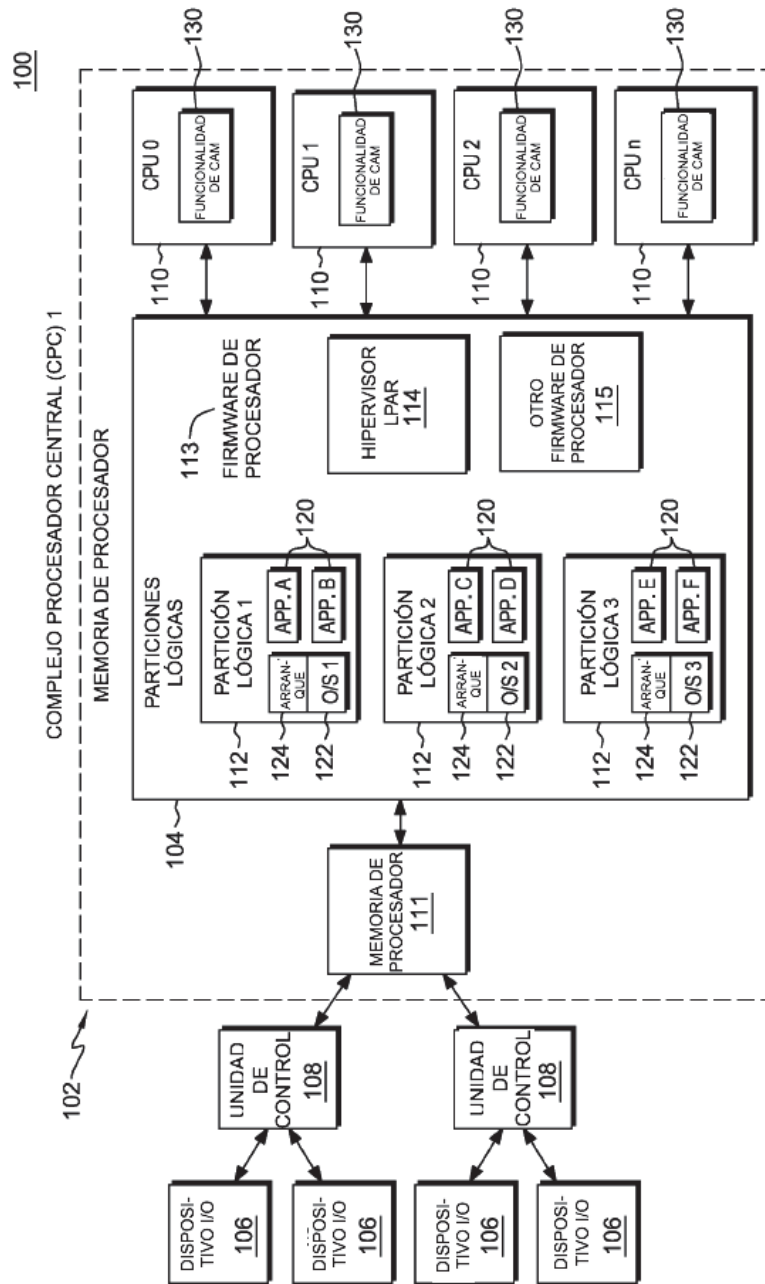 100
COMPLEJO PROCESADOR CENTRAL (CPC) 1
102
MEMORIA DE PROCESADOR
104
PARTICIONES
LÓGICAS
PARTICIÓN
LÓGICA 1
112
124
122
ARRAN-
QUE
O/S 1
APP. A
APP. B
120
PARTICIÓN
LÓGICA 2
112
124
122
ARRAN-
QUE
O/S 2
APP. C
APP. D
120
PARTICIÓN
LÓGICA 3
112
124
122
ARRAN-
QUE
O/S 3
APP. E
APP. F
120
113
FIRMWARE DE
PROCESADOR
HIPERVISOR
LPAR
114
OTRO
FIRMWARE DE
PROCESADOR
115
CPU 0
FUNCIONALIDAD
DE CAM
130
110
CPU 1
FUNCIONALIDAD
DE CAM
130
110
CPU 2
FUNCIONALIDAD
DE CAM
130
110
CPU n
FUNCIONALIDAD
DE CAM
130
110
MEMORIA DE
PROCESADOR
111
UNIDAD
DE
CONTROL
108
UNIDAD
DE
CONTROL
108
DISPOSI-
TIVO I/O
106
DISPOSI-
TIVO I/O
106
DISPOSI-
TIVO I/O
106
DISPOSI-
TIVO I/O
106